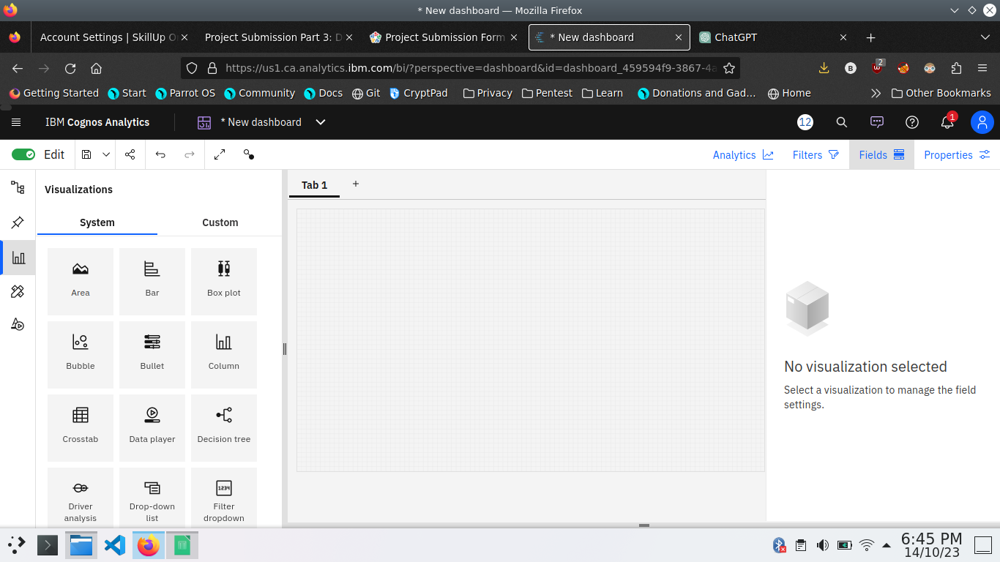 * New dashboard — Mozilla Firefox
Account Settings | SkillUp O
Project Submission Part 3: D
Project Submission Form
* New dashboard
ChatGPT
https://us1.ca.analytics.ibm.com/bi/?perspective=dashboard&id=dashboard_459594f9-3867-4a
B
2
Getting Started
Start
Parrot OS
Community
Docs
Git
CryptPad
Privacy
Pentest
Learn
Donations and Gad…
Home
Other Bookmarks
IBM Cognos Analytics
* New dashboard
12
1
Edit
Analytics
Filters
Fields
Properties
Visualizations
System
Custom
Area
Bar
Box plot
Bubble
Bullet
Column
Crosstab
Data player
Decision tree
1234
Driver
analysis
Drop-down
list
Filter
dropdown
Tab 1
No visualization selected
Select a visualization to manage the field
settings.
6:45 PM
14/10/23